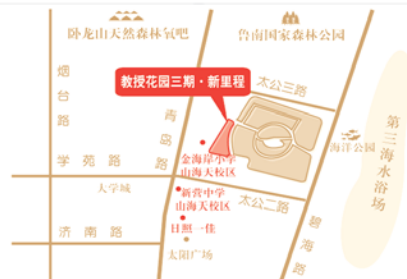 卧龙山天然森林氧吧
鲁南国家森林公园
烟台路
教授花园三期·新里程
太公三路
青岛路
第三海水浴场
海洋公园
金海岸小学
山海天校区
学苑路
大学城
新营中学
山海天校区
太公二路
碧海路
日照一佳
济南路
太阳广场